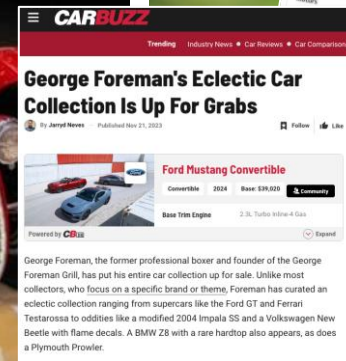 CARBUZZ
Trending Industry News Car Reviews Car Comparison
George Foreman's Eclectic Car
Collection Is Up For Grabs
By Jarryd Neves Published Nov 21, 2023 Follow Like
Ford Mustang Convertible
Convertible 2024 Base: $39,020 Community
Base Trim Engine 2.3L Turbo Inline-4 Gas
Powered by CB Expand
George Foreman, the former professional boxer and founder of the George
Foreman Grill, has put his entire car collection up for sale. Unlike most
collectors, who focus on a specific brand or theme, Foreman has curated an
eclectic collection ranging from supercars like the Ford GT and Ferrari
Testarossa to oddities like a modified 2004 Impala SS and a Volkswagen New
Beetle with flame decals. A BMW Z8 with a rare hardtop also appears, as does
a Plymouth Prowler.